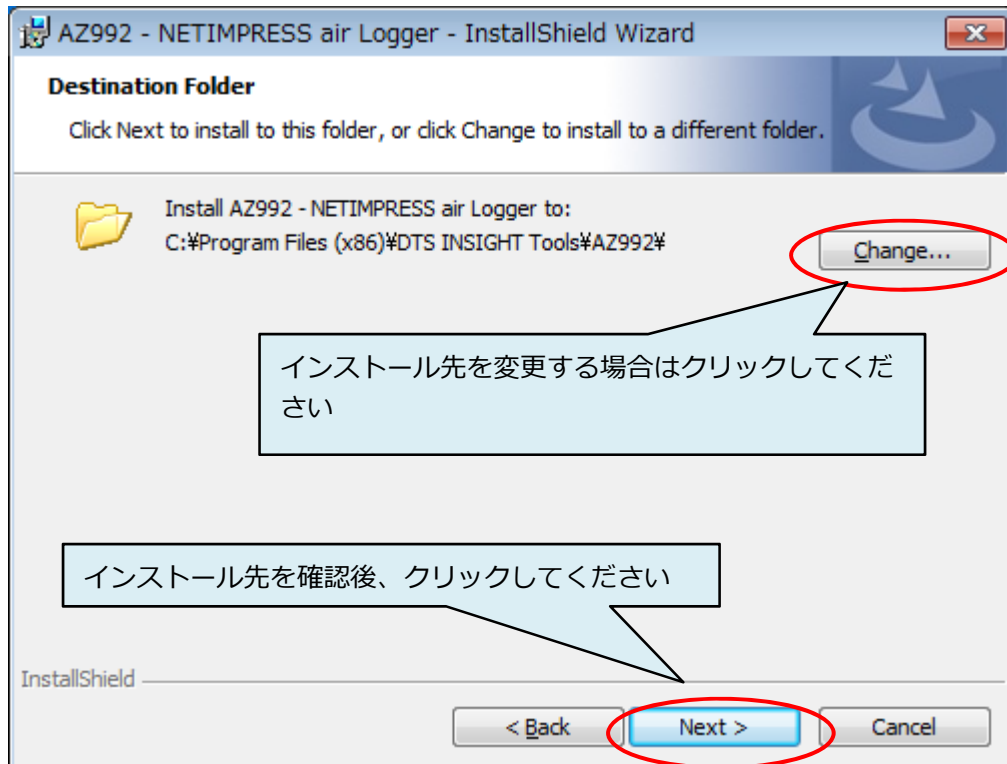 AZ992 - NETIMPRESS air Logger - InstallShield Wizard
Destination Folder
Click Next to install to this folder, or click Change to install to a different folder.
Install AZ992 - NETIMPRESS air Logger to:
C:¥Program Files (x86)¥DTS INSIGHT Tools¥AZ992¥
Change...
インストール先を変更する場合はクリックしてくだ
さい
インストール先を確認後、クリックしてください
InstallShield
< Back
Next >
Cancel